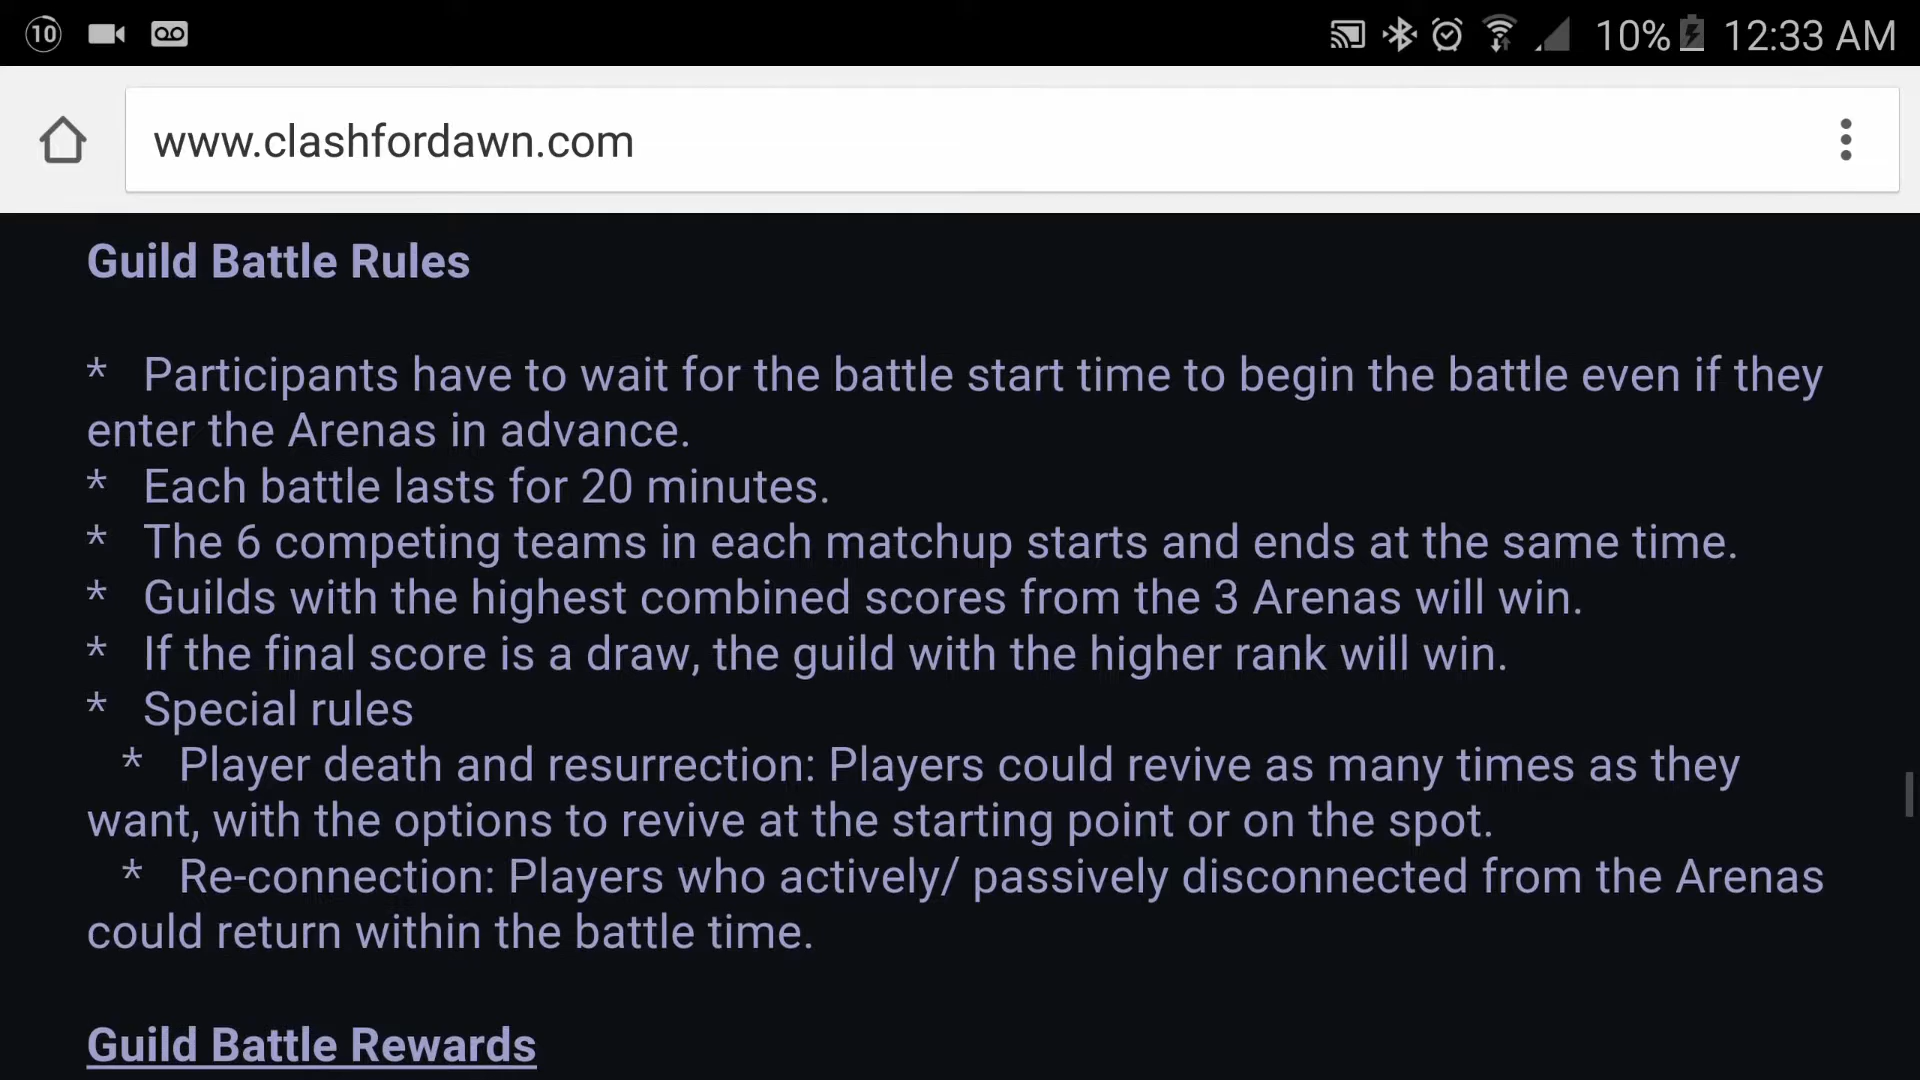 10 10% 12:33 AM
www.clashfordawn.com
Guild Battle Rules
* Participants have to wait for the battle start time to begin the battle even if they
enter the Arenas in advance.
* Each battle lasts for 20 minutes.
* The 6 competing teams in each matchup starts and ends at the same time.
* Guilds with the highest combined scores from the 3 Arenas will win.
* If the final score is a draw, the guild with the higher rank will win.
* Special rules
* Player death and resurrection: Players could revive as many times as they
want, with the options to revive at the starting point or on the spot.
* Re-connection: Players who actively/ passively disconnected from the Arenas
could return within the battle time.
Guild Battle Rewards